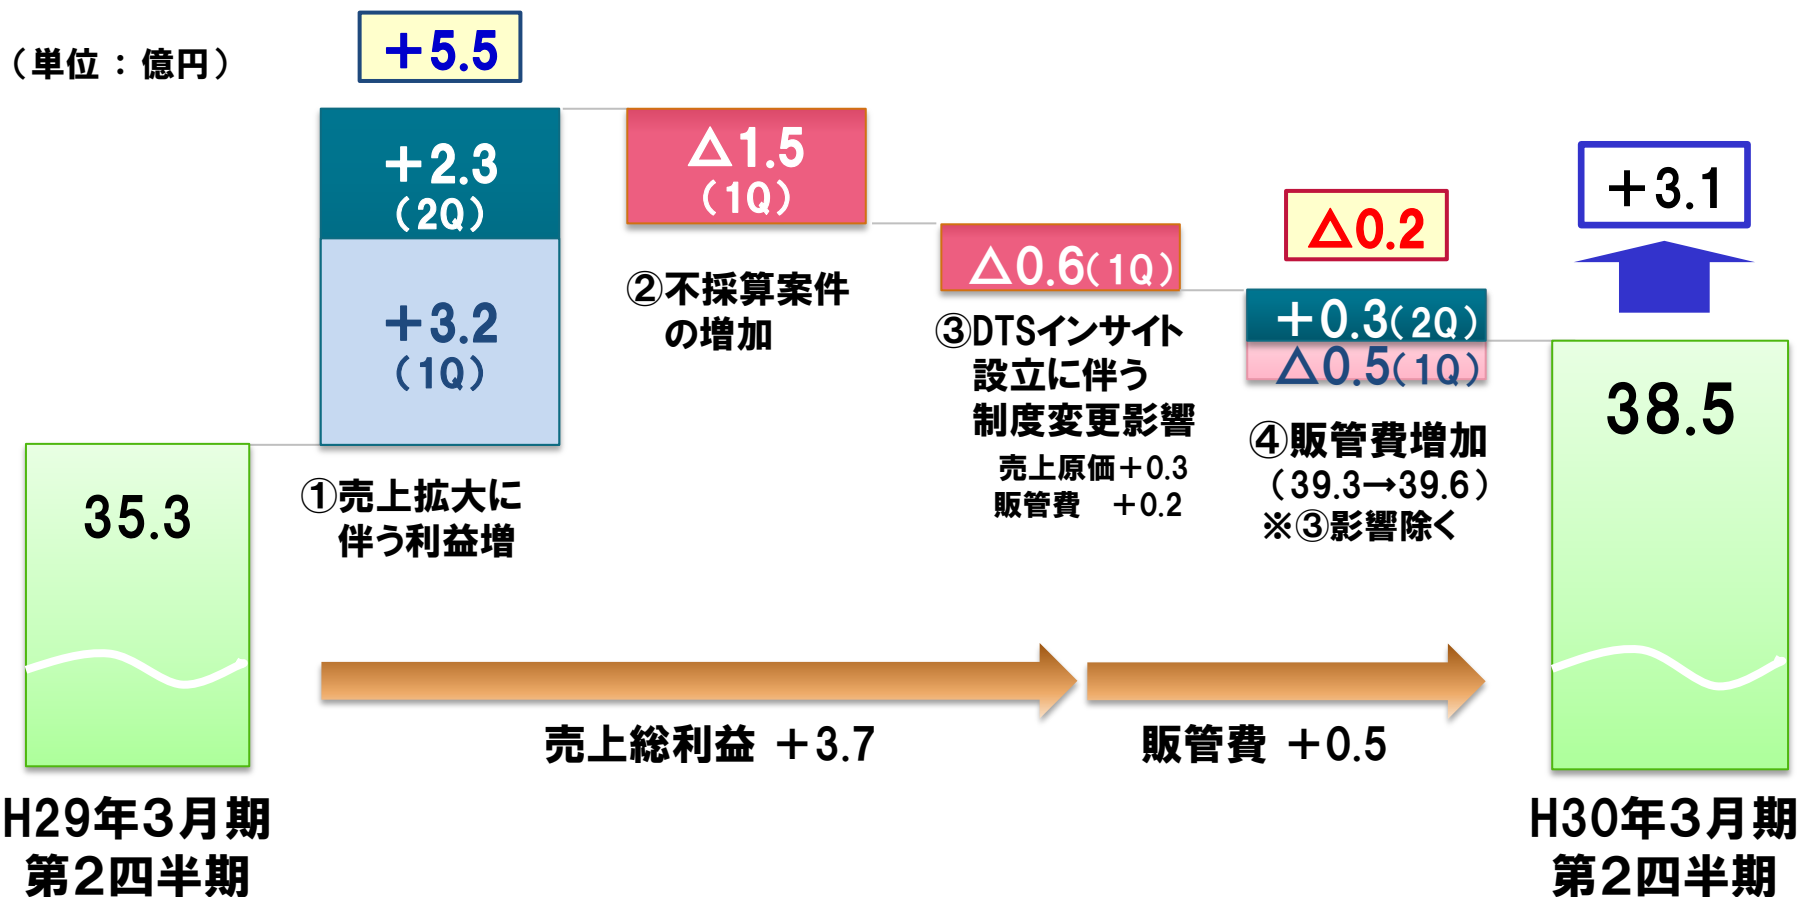 （単位：億円）
＋5.5
＋2.3
（2Q）
＋3.2
（1Q）
①売上拡大に
伴う利益増
△1.5
（1Q）
②不採算案件
の増加
△0.6（1Q）
③DTSインサイト
設立に伴う
制度変更影響
売上原価＋0.3
販管費　＋0.2
△0.2
＋0.3（2Q）
△0.5（1Q）
④販管費増加
（39.3→39.6）
※③影響除く
＋3.1
35.3
38.5
売上総利益 ＋3.7
販管費 ＋0.5
H29年３月期
第２四半期
H30年３月期
第２四半期